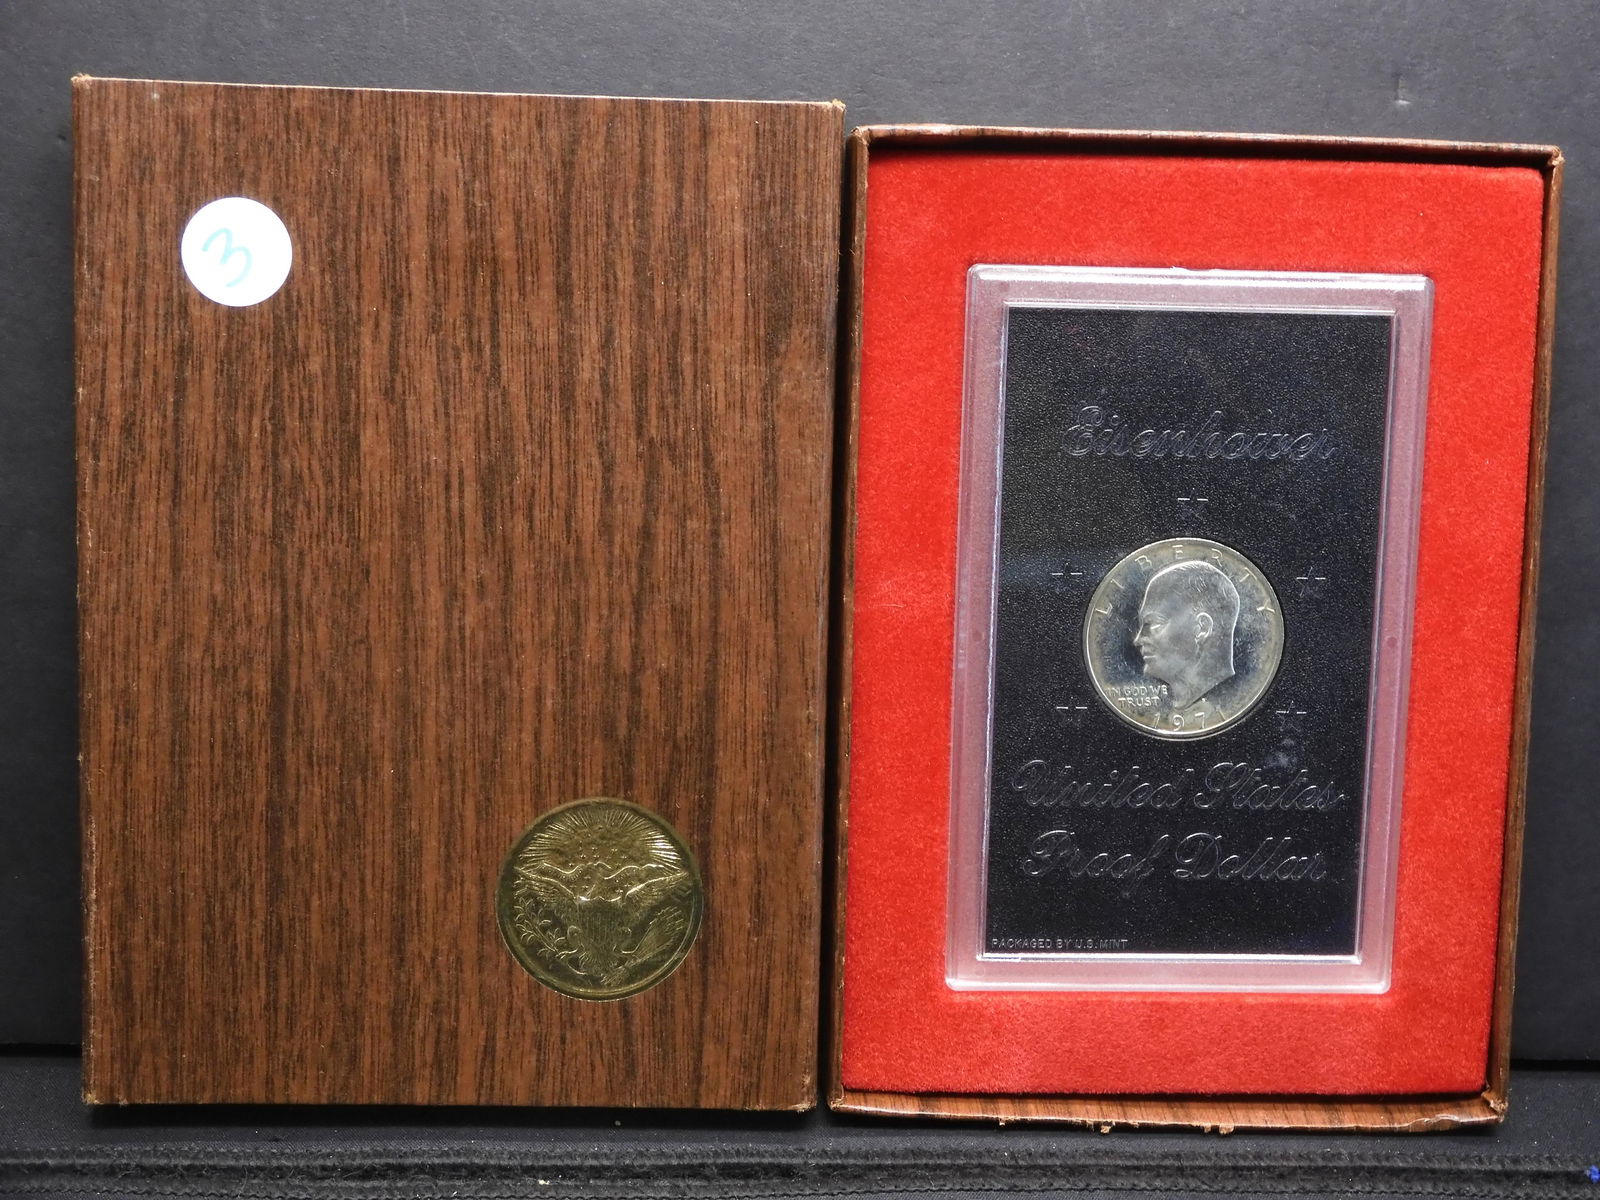 3
Eisenhower
LIBERTY
IN GOD WE
TRUST
1971
United States
Proof Dollar
PACKAGED BY U.S. MINT